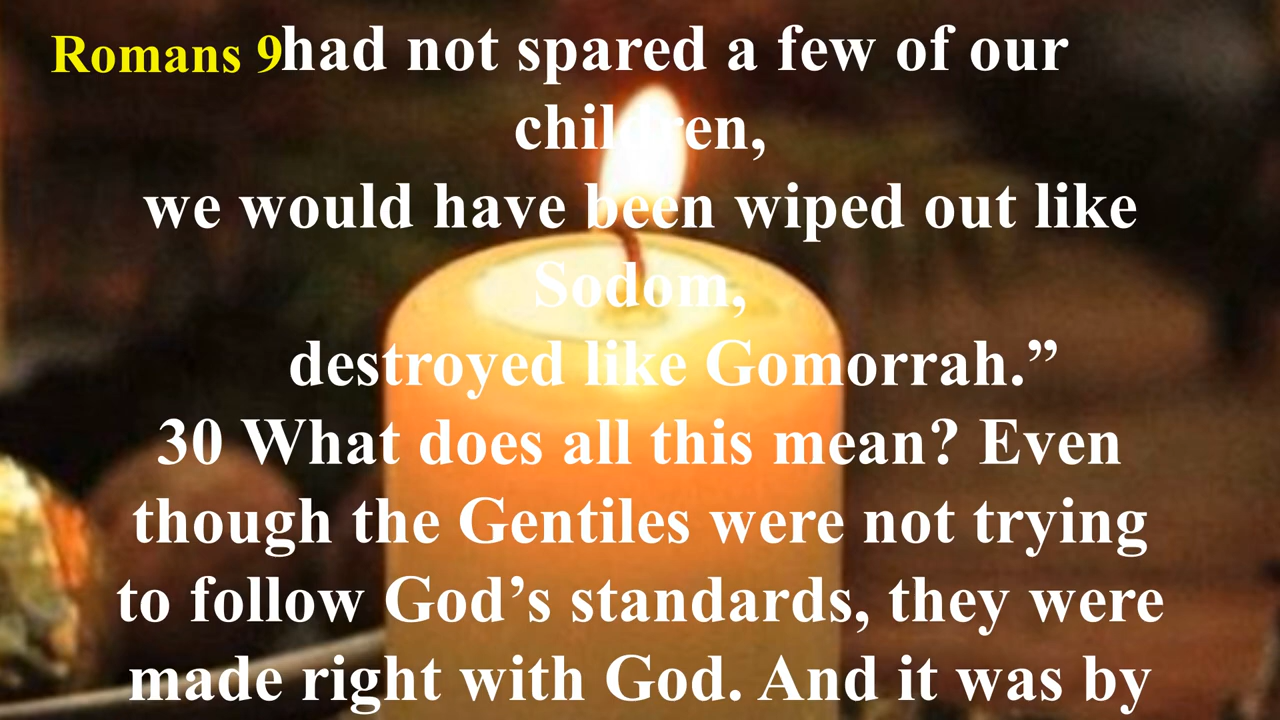 Romans 9 had not spared a few of our
children,
we would have been wiped out like
Sodom,
destroyed like Gomorrah.”
30 What does all this mean? Even
though the Gentiles were not trying
to follow God’s standards, they were
made right with God. And it was by